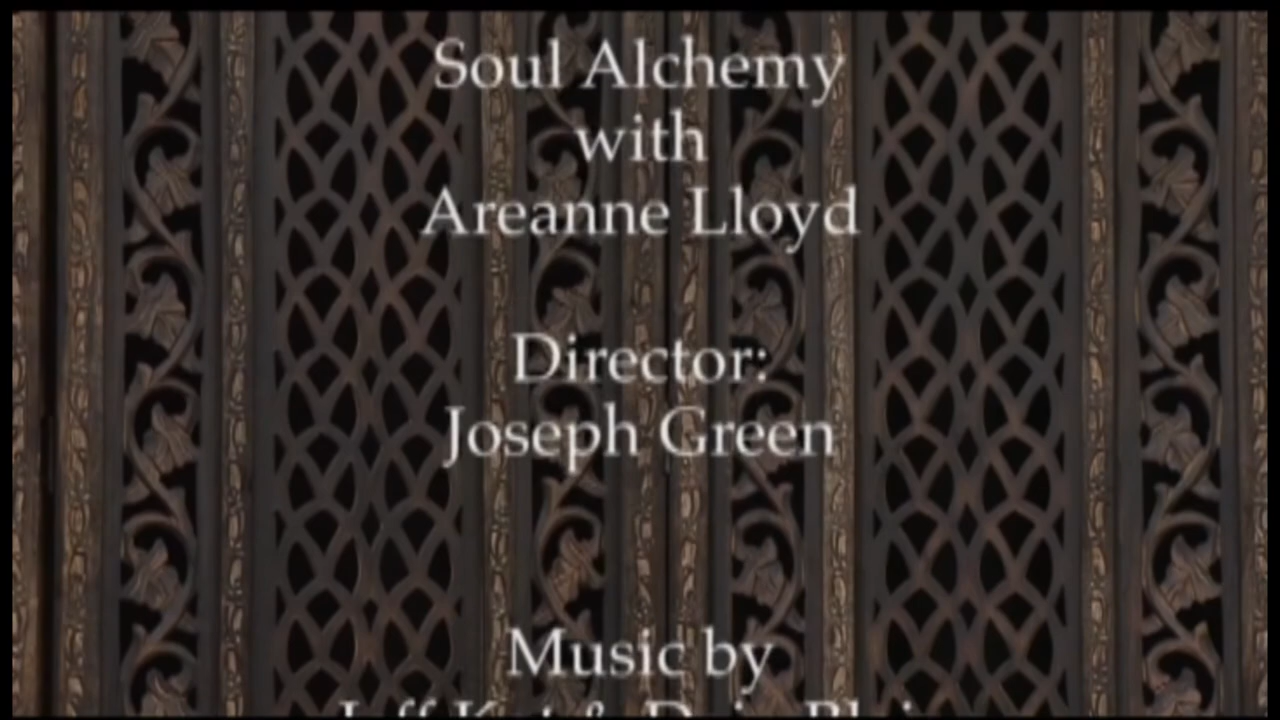 Soul Alchemy
with
Areanne Lloyd
Director:
Joseph Green
Music by